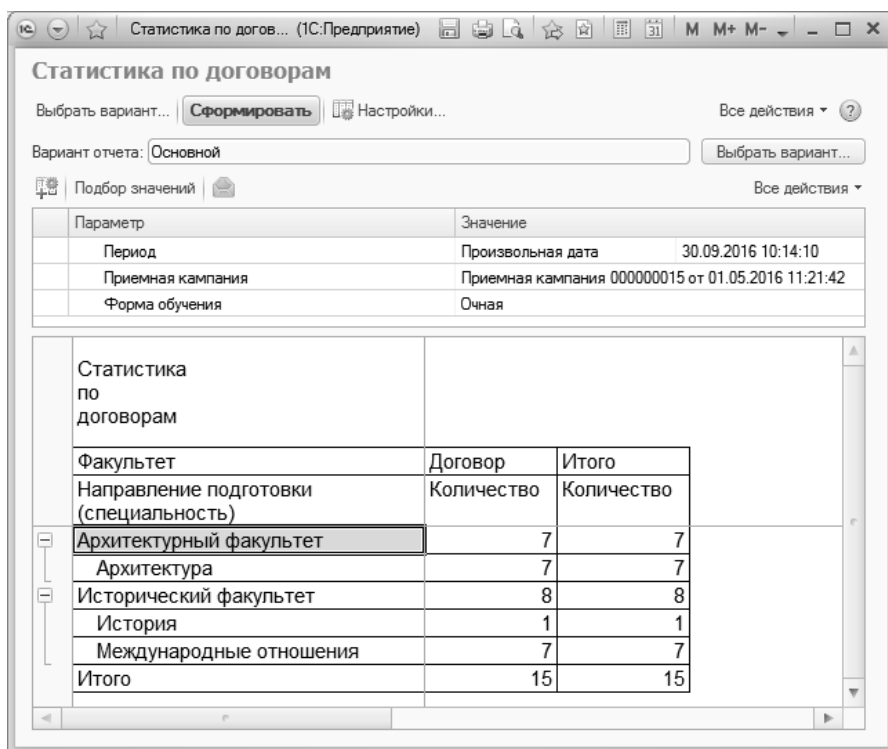 1С Статистика по догов... (1С:Предприятие) 31 M M+ M-
Статистика по договорам
Выбрать вариант... Сформировать Настройки... Все действия ?
Вариант отчета: Основной Выбрать вариант...
Подбор значений Все действия
Параметр Значение
Период Произвольная дата 30.09.2016 10:14:10
Приемная кампания Приемная кампания 000000015 от 01.05.2016 11:21:42
Форма обучения Очная
Статистика
по
договорам
Факультет Договор Итого
Направление подготовки Количество Количество
(специальность)
Архитектурный факультет 7 7
Архитектура 7 7
Исторический факультет 8 8
История 1 1
Международные отношения 7 7
Итого 15 15